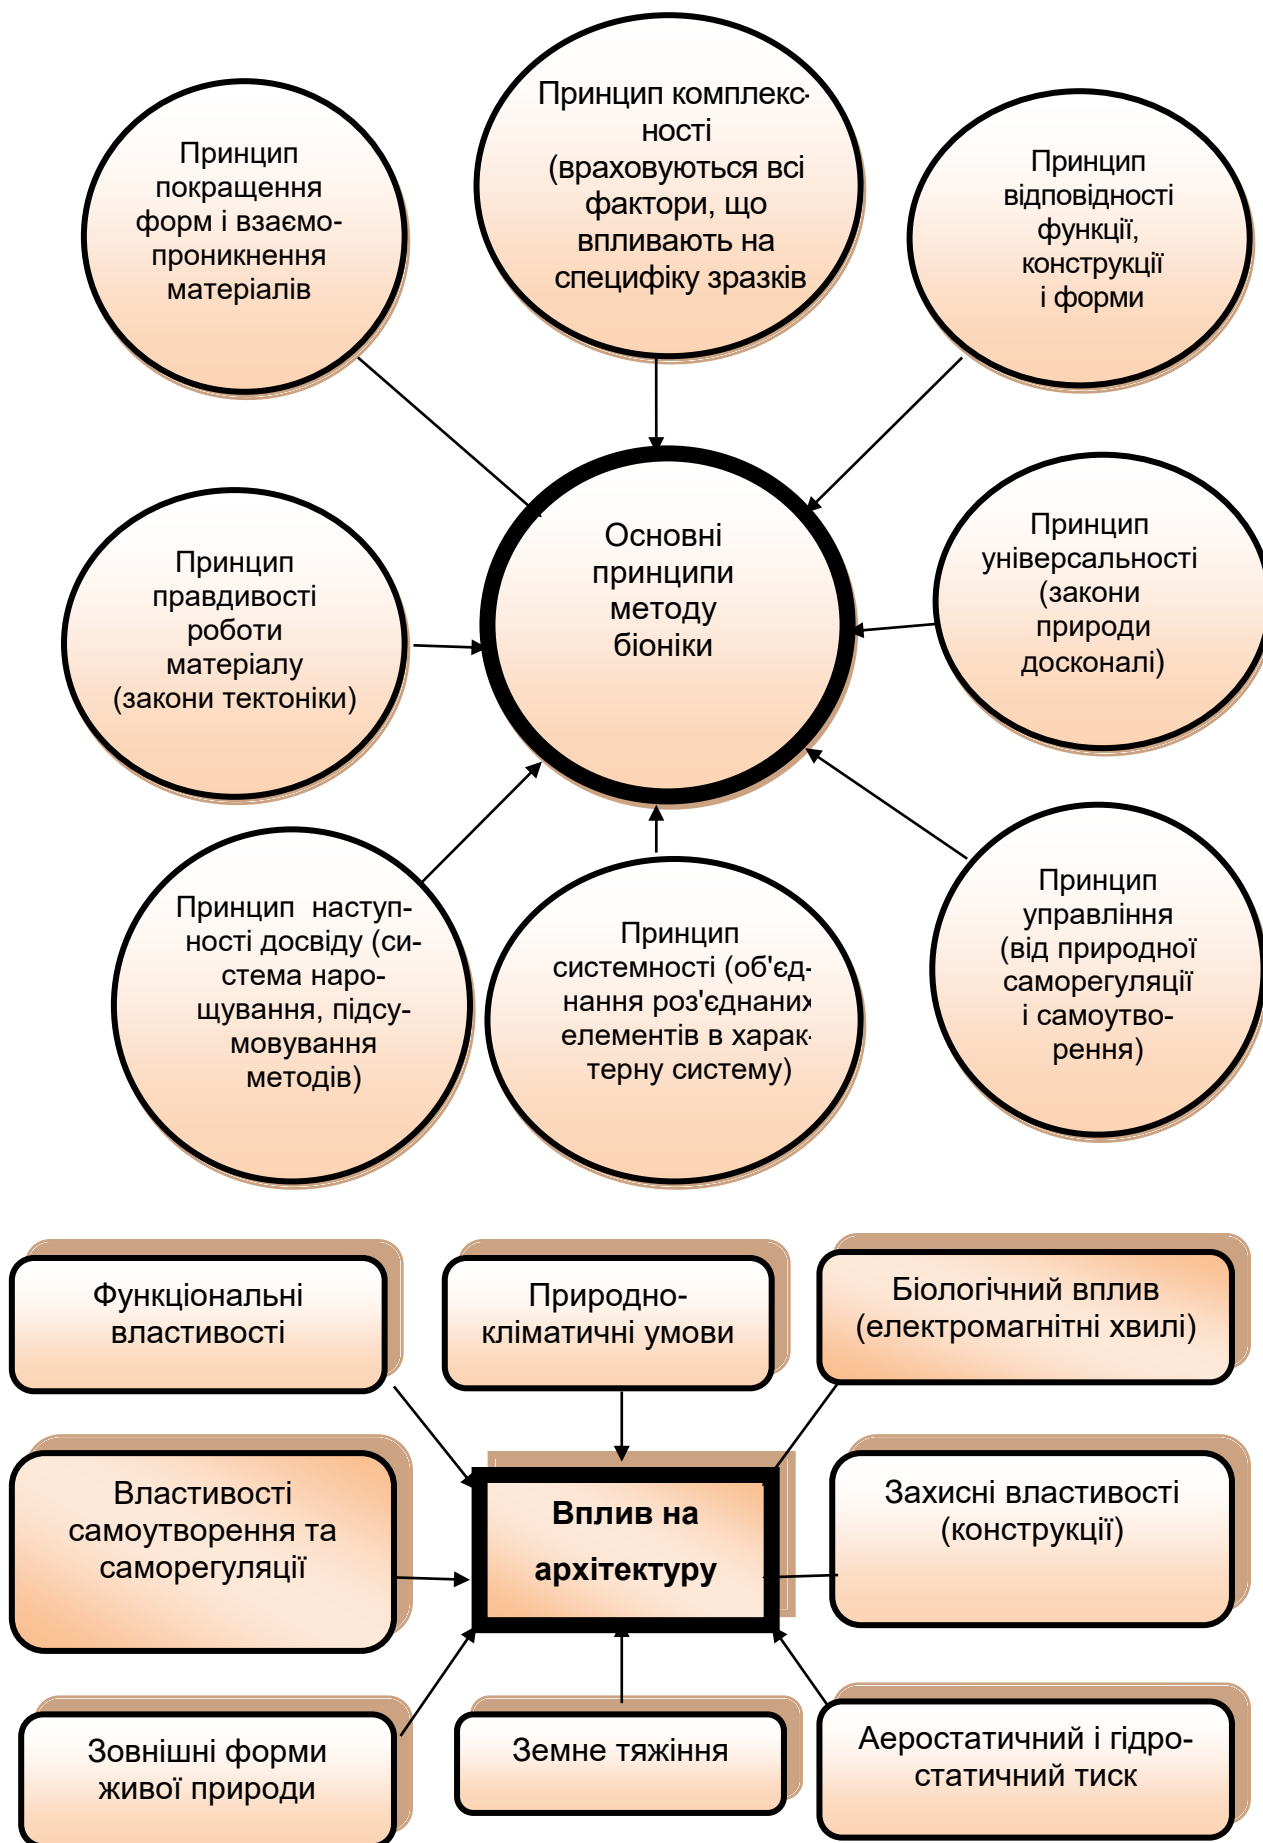 Принцип
покращення
форм і взаємо-
проникнення
матеріалів
Принцип комплекс-
ності
(враховуються всі
фактори, що
впливають на
специфіку зразків
Принцип
відповідності
функції,
конструкції
і форми
Принцип
правдивості
роботи
матеріалу
(закони тектоніки)
Основні
принципи
методу
біоніки
Принцип
універсальності
(закони
природи
досконалі)
Принцип наступ-
ності досвіду (си-
стема наро-
щування, підсу-
мовування
методів)
Принцип
системності (об'єд-
нання роз'єднаних
елементів в харак-
терну систему)
Принцип
управління
(від природної
саморегуляції
і самоутво-
рення)
Функціональні
властивості
Природно-
кліматичні умови
Біологічний вплив
(електромагнітні хвилі)
Властивості
самоутворення та
саморегуляції
Вплив на
архітектуру
Захисні властивості
(конструкції)
Зовнішні форми
живої природи
Земне тяжіння
Аеростатичний і гідро-
статичний тиск